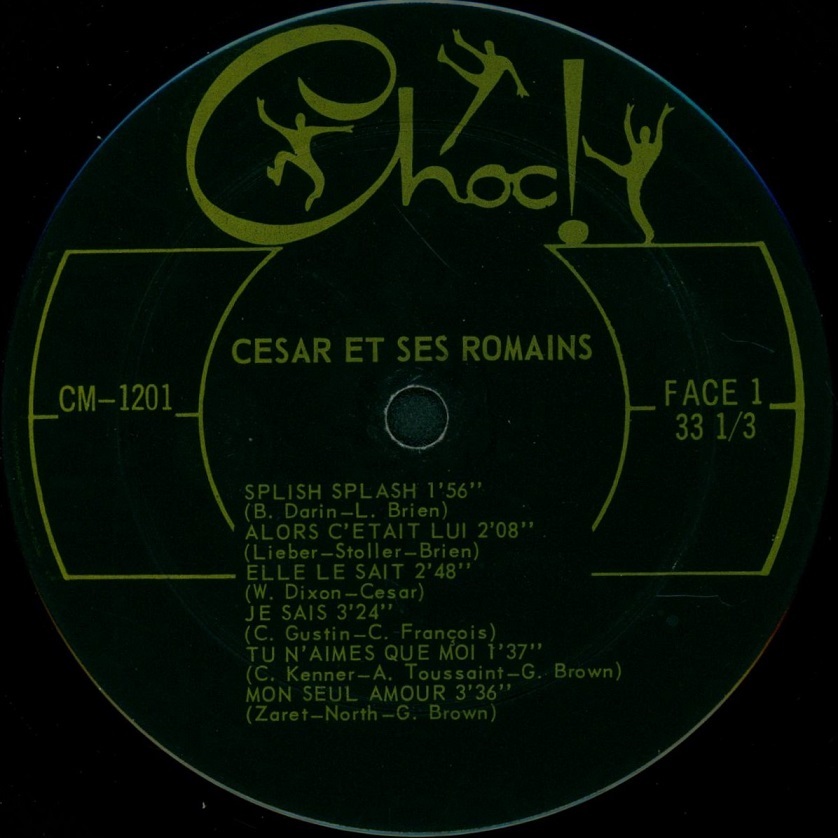 Choc!
CESAR ET SES ROMAINS
CM—1201
FACE 1
33 1/3
SPLISH SPLASH 1'56''
(B. Darin—L. Brien)
ALORS C'ETAIT LUI 2'08''
(Lieber—Stoller—Brien)
ELLE LE SAIT 2'48''
(W. Dixon—Cesar)
JE SAIS 3'24''
(C. Gustin—C. François)
TU N'AIMES QUE MOI 1'37''
(C. Kenner—A. Toussaint—G. Brown)
MON SEUL AMOUR 3'36''
(Zaret—North—G. Brown)